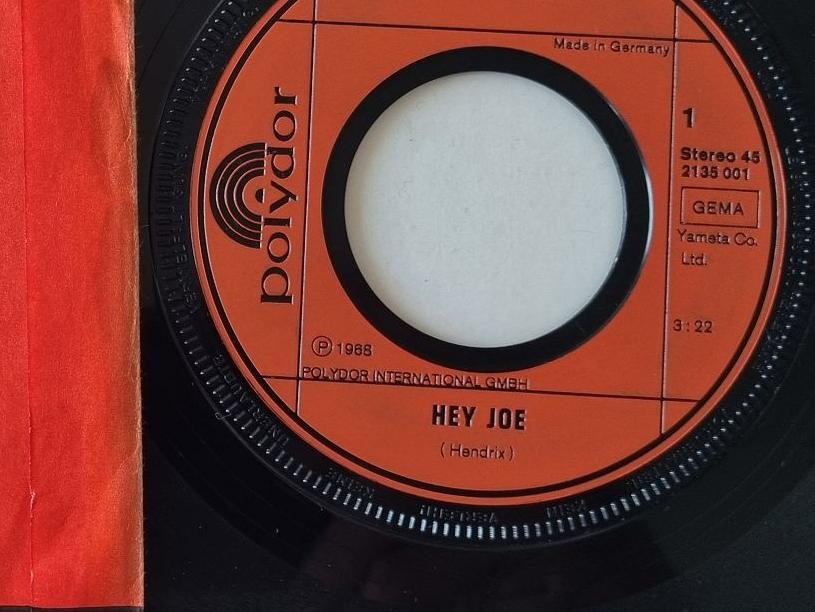 Made in Germany
polydor
1
Stereo 45
2135 001
GEMA
Yameta Co.
Ltd.
3:22
Ⓟ 1968
POLYDOR INTERNATIONAL GMBH
HEY JOE
(Hendrix)